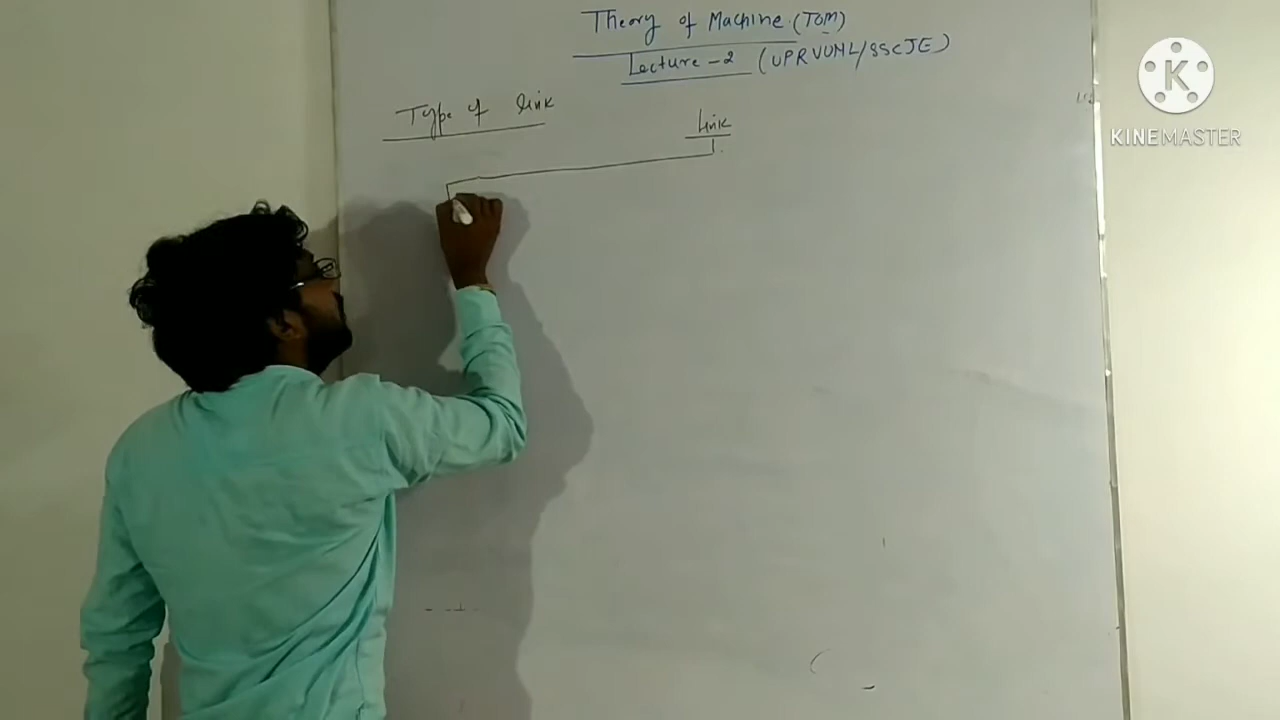 Theory of Machine (TOM)
Lecture-2 (UPRVUNL/SSCJE)
Type of link
link
K
KINEMASTER